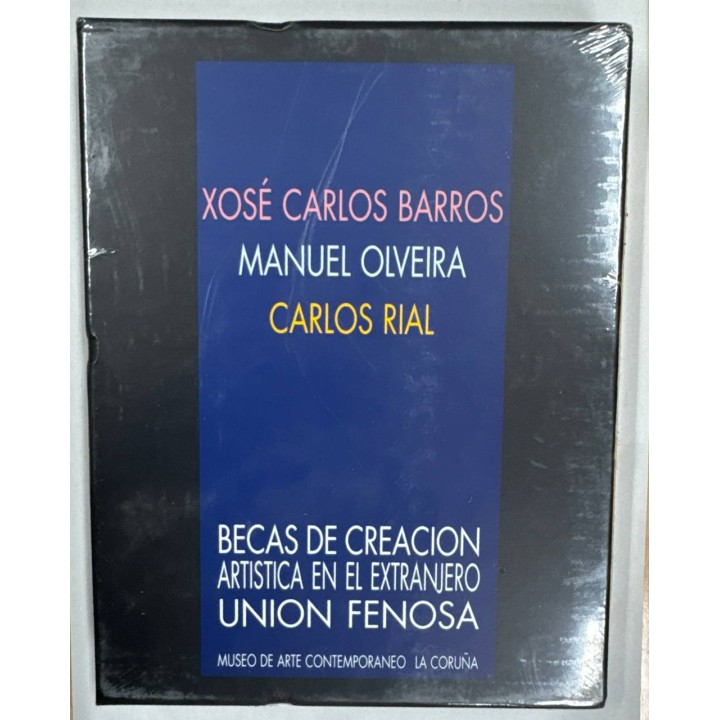 XOSÉ CARLOS BARROS
MANUEL OLVEIRA
CARLOS RIAL
BECAS DE CREACION
ARTISTICA EN EL EXTRANJERO
UNION FENOSA
MUSEO DE ARTE CONTEMPORANEO LA CORUÑA